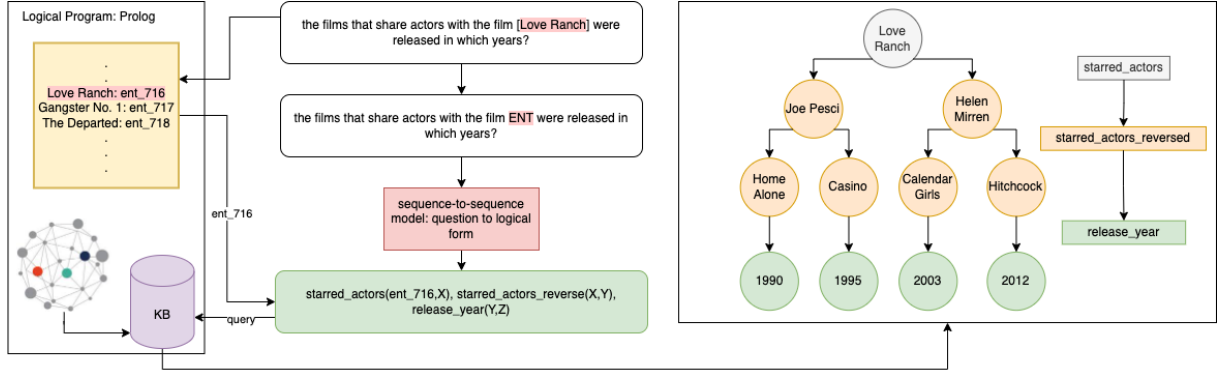 Logical Program: Prolog
.
.
Love Ranch: ent_716
Gangster No. 1: ent_717
The Departed: ent_718
.
.
.
KB
ent_716
query
the films that share actors with the film [Love Ranch] were
released in which years?
the films that share actors with the film ENT were released in
which years?
sequence-to-sequence
model: question to logical
form
starred_actors(ent_716,X), starred_actors_reverse(X,Y),
release_year(Y,Z)
Love
Ranch
Joe Pesci
Helen
Mirren
Home
Alone
Casino
Calendar
Girls
Hitchcock
1990
1995
2003
2012
starred_actors
starred_actors_reversed
release_year